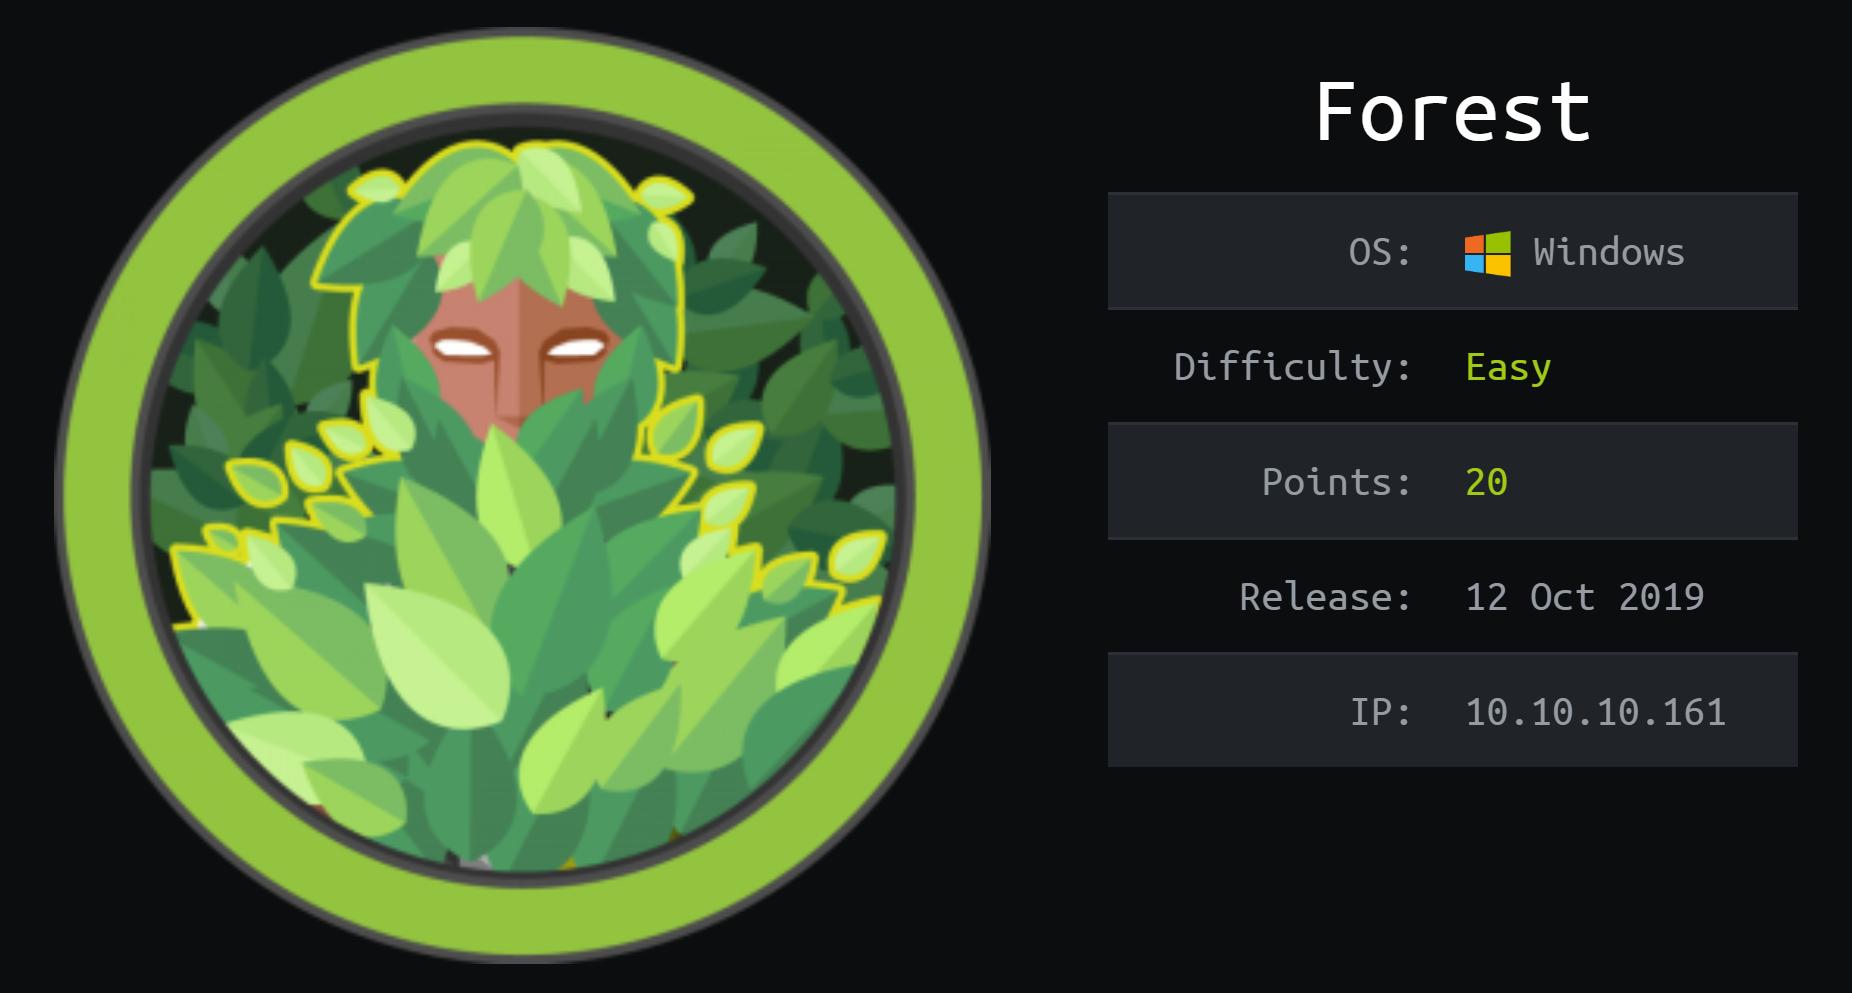 Forest
OS: Windows
Difficulty: Easy
Points: 20
Release: 12 Oct 2019
IP: 10.10.10.161